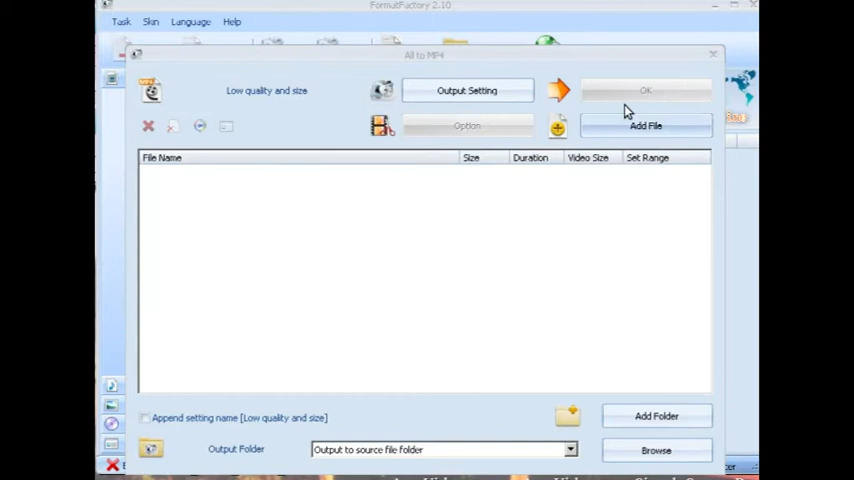 FormatFactory 2.10
Task Skin Language Help
All to MP4
MP4 Low quality and size Output Setting OK
Option Add File
File Name Size Duration Video Size Set Range
Append setting name [Low quality and size] Add Folder
Output Folder Output to source file folder Browse